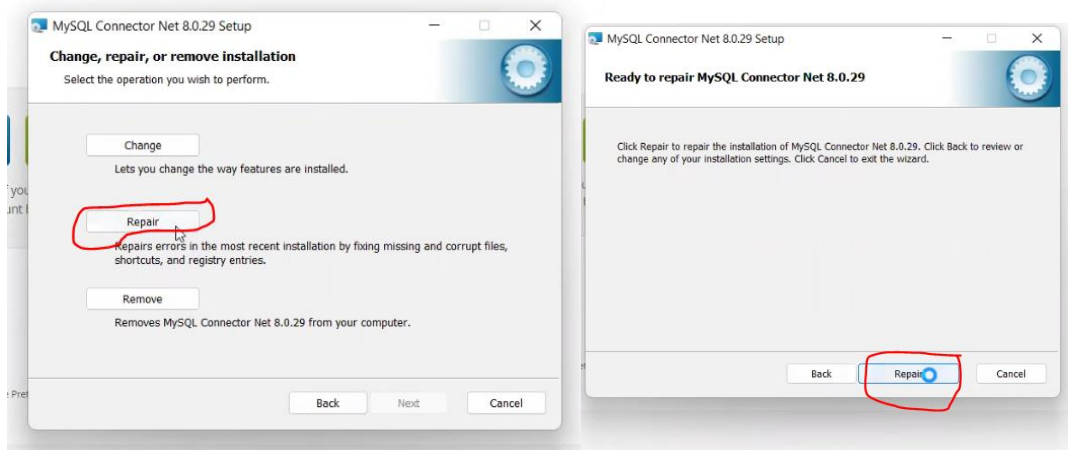 MySQL Connector Net 8.0.29 Setup
Change, repair, or remove installation
Select the operation you wish to perform.
Change
Lets you change the way features are installed.
Repair
Repairs errors in the most recent installation by fixing missing and corrupt files,
shortcuts, and registry entries.
Remove
Removes MySQL Connector Net 8.0.29 from your computer.
Back Next Cancel
MySQL Connector Net 8.0.29 Setup
Ready to repair MySQL Connector Net 8.0.29
Click Repair to repair the installation of MySQL Connector Net 8.0.29. Click Back to review or
change any of your installation settings. Click Cancel to exit the wizard.
Back Repair Cancel